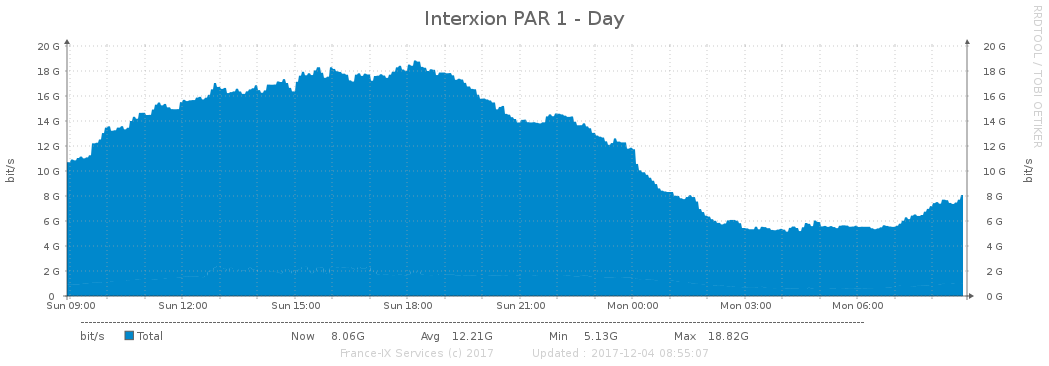 Interxion PAR 1 - Day
RRDTOOL / TOBI OETIKER
20 G 20 G
18 G 18 G
16 G 16 G
14 G 14 G
12 G 12 G
10 G 10 G
8 G 8 G
6 G 6 G
4 G 4 G
2 G 2 G
0 0 G
bit/s
bit/s
Sun 09:00 Sun 12:00 Sun 15:00 Sun 18:00 Sun 21:00 Mon 00:00 Mon 03:00 Mon 06:00
bit/s Total Now 8.06G Avg 12.21G Min 5.13G Max 18.82G
France-IX Services (c) 2017 Updated : 2017-12-04 08:55:07